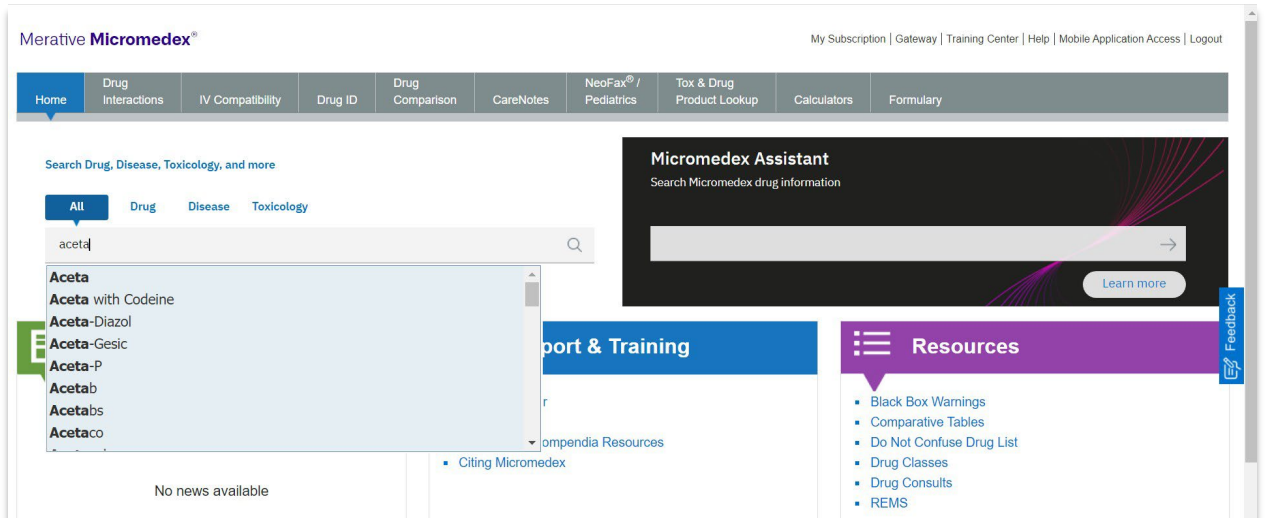 Merative Micromedex®
My Subscription | Gateway | Training Center | Help | Mobile Application Access | Logout
Home
Drug Interactions
IV Compatibility
Drug ID
Drug Comparison
CareNotes
NeoFax® / Pediatrics
Tox & Drug Product Lookup
Calculators
Formulary
Search Drug, Disease, Toxicology, and more
All Drug Disease Toxicology
aceta
Aceta
Aceta with Codeine
Aceta-Diazol
Aceta-Gesic
Aceta-P
Acetab
Acetabs
Acetaco
Micromedex Assistant
Search Micromedex drug information
Learn more
Feedback
port & Training
r
ompendia Resources
Citing Micromedex
No news available
Resources
Black Box Warnings
Comparative Tables
Do Not Confuse Drug List
Drug Classes
Drug Consults
REMS